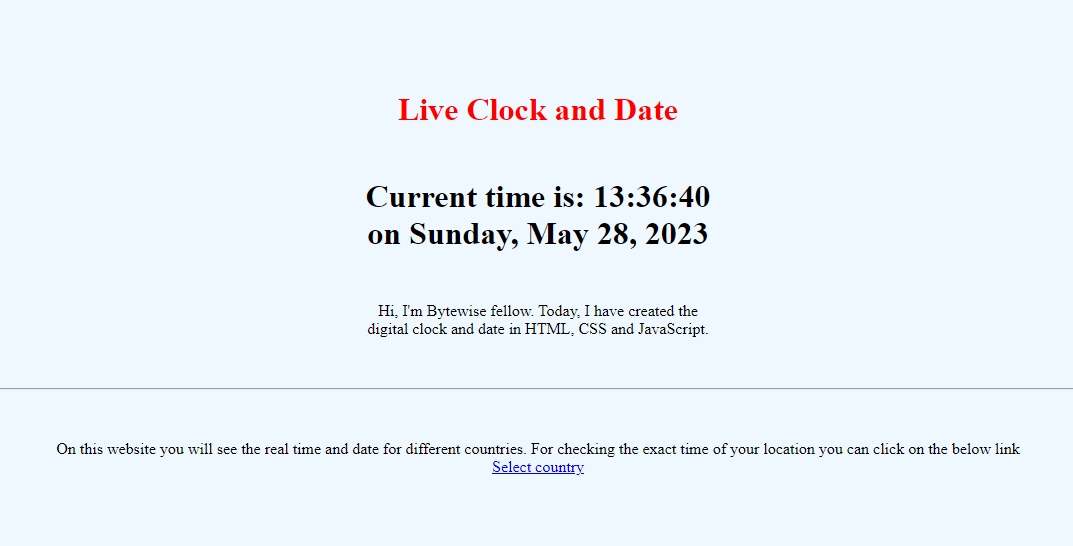 Live Clock and Date
Current time is: 13:36:40
on Sunday, May 28, 2023
Hi, I'm Bytewise fellow. Today, I have created the
digital clock and date in HTML, CSS and JavaScript.
On this website you will see the real time and date for different countries. For checking the exact time of your location you can click on the below link
Select country